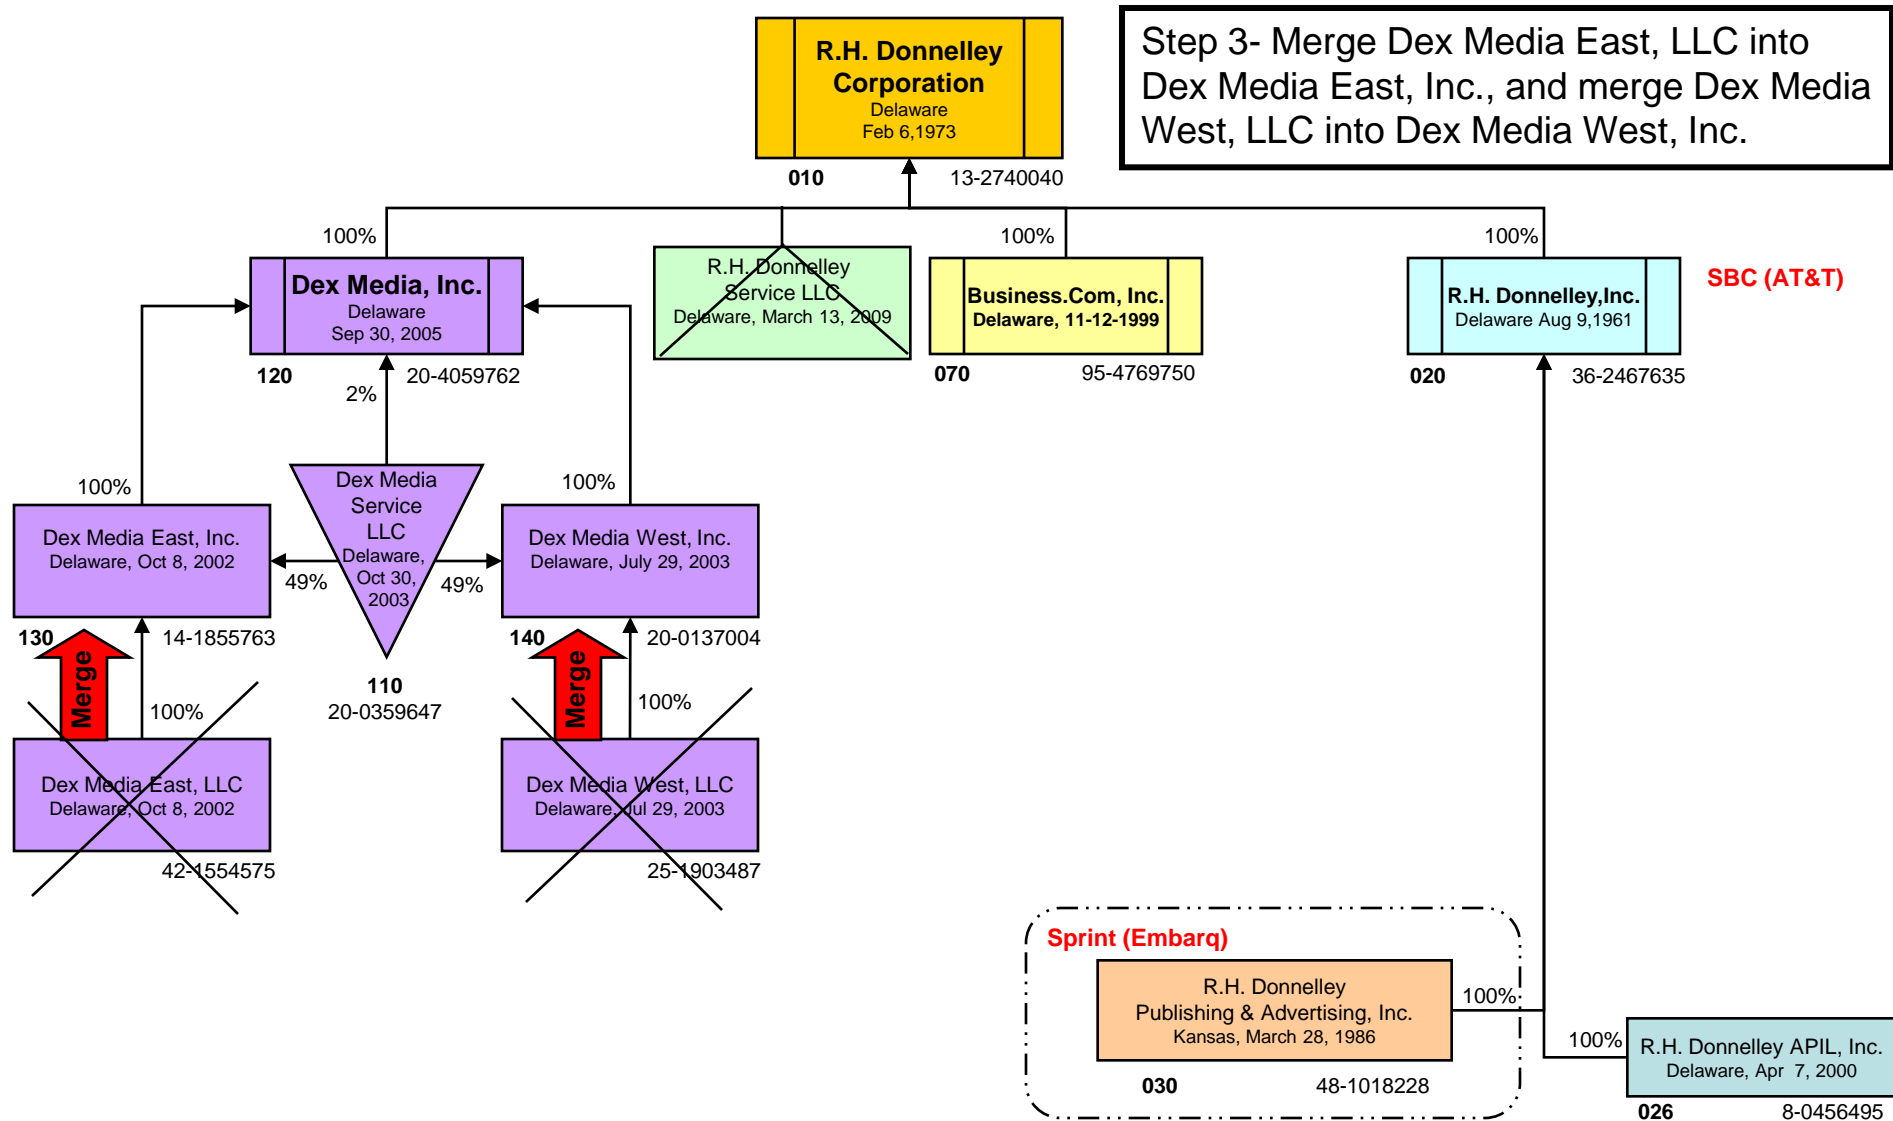 R.H. Donnelley
Corporation
Delaware
Feb 6,1973
010
13-2740040
Step 3- Merge Dex Media East, LLC into
Dex Media East, Inc., and merge Dex Media
West, LLC into Dex Media West, Inc.
100%
100%
100%
Dex Media, Inc.
Delaware
Sep 30, 2005
120
20-4059762
R.H. Donnelley
Service LLC
Delaware, March 13, 2009
Business.Com, Inc.
Delaware, 11-12-1999
070
95-4769750
R.H. Donnelley,Inc.
Delaware Aug 9,1961
020
36-2467635
SBC (AT&T)
2%
100%
100%
Dex Media East, Inc.
Delaware, Oct 8, 2002
130
14-1855763
49%
Dex Media
Service
LLC
Delaware,
Oct 30,
2003
110
20-0359647
49%
Dex Media West, Inc.
Delaware, July 29, 2003
140
20-0137004
Merge
100%
Merge
100%
Dex Media East, LLC
Delaware, Oct 8, 2002
42-1554575
Dex Media West, LLC
Delaware, Jul 29, 2003
25-1903487
Sprint (Embarq)
R.H. Donnelley
Publishing & Advertising, Inc.
Kansas, March 28, 1986
030
48-1018228
100%
100%
R.H. Donnelley APIL, Inc.
Delaware, Apr 7, 2000
026
8-0456495